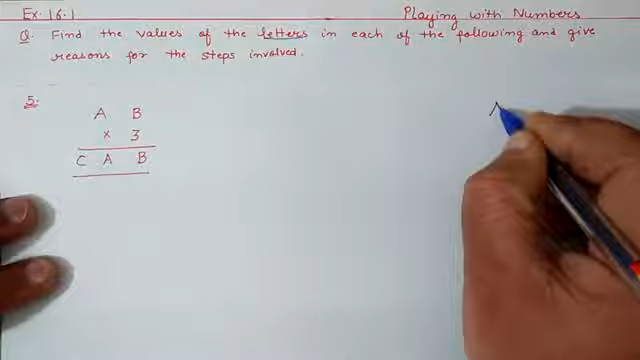 Ex. 16.1 Playing with Numbers
Q. Find the values of the letters in each of the following and give
reasons for the steps involved.
5.
A B
× 3
C A B